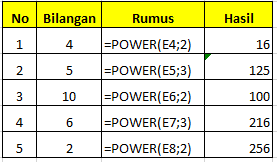 No Bilangan Rumus Hasil
1 4 =POWER(E4;2) 16
2 5 =POWER(E5;3) 125
3 10 =POWER(E6;2) 100
4 6 =POWER(E7;3) 216
5 2 =POWER(E8;2) 256